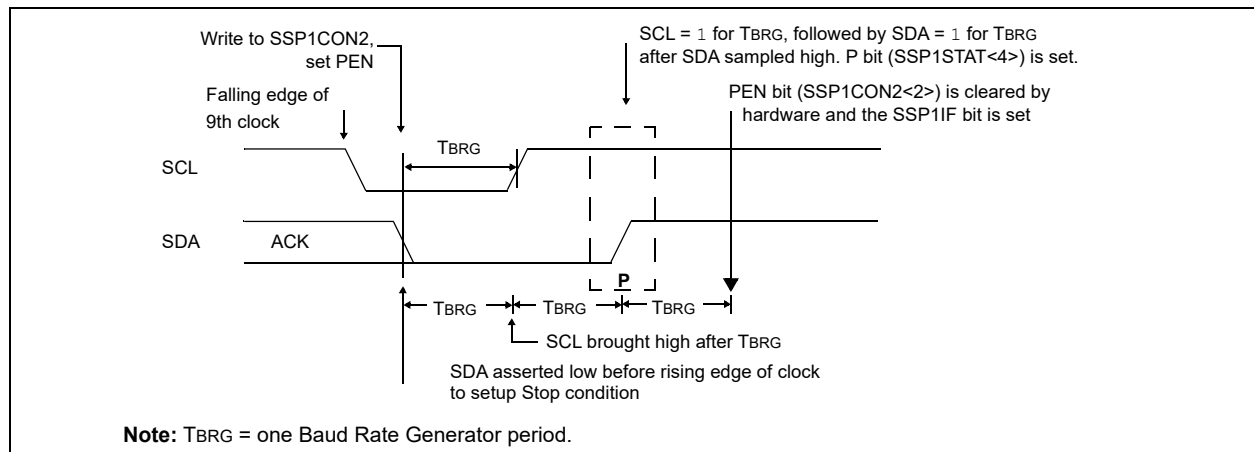 Write to SSP1CON2,
set PEN
SCL = 1 for TBRG, followed by SDA = 1 for TBRG
after SDA sampled high. P bit (SSP1STAT<4>) is set.
Falling edge of
9th clock
PEN bit (SSP1CON2<2>) is cleared by
hardware and the SSP1IF bit is set
TBRG
SCL
SDA
ACK
P
TBRG
TBRG
TBRG
SCL brought high after TBRG
SDA asserted low before rising edge of clock
to setup Stop condition
Note: TBRG = one Baud Rate Generator period.